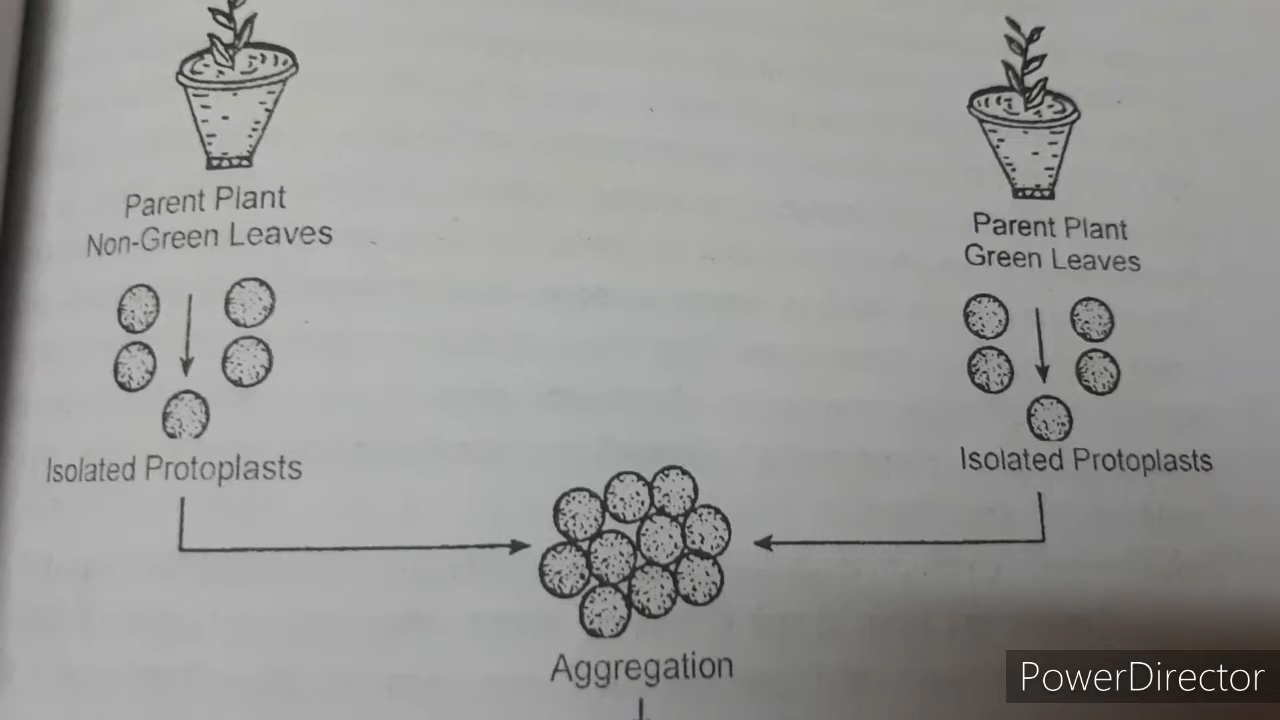 Parent Plant
Non-Green Leaves
Isolated Protoplasts
Parent Plant
Green Leaves
Isolated Protoplasts
Aggregation
PowerDirector